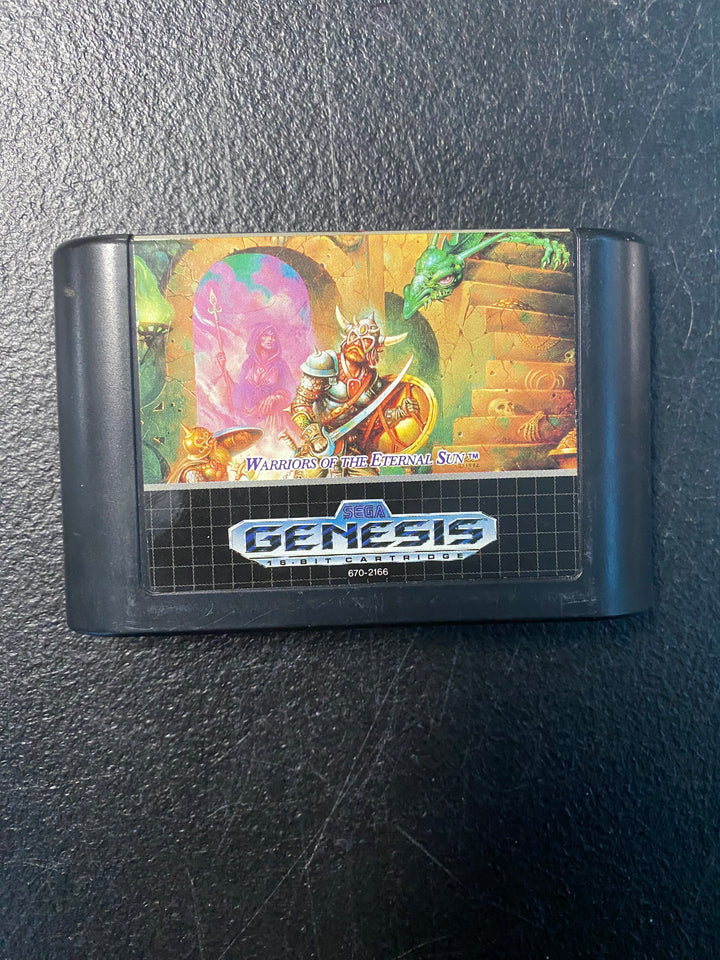 WARRIORS OF THE ETERNAL SUN™
SEGA
GENESIS
16-BIT CARTRIDGE
670-2166